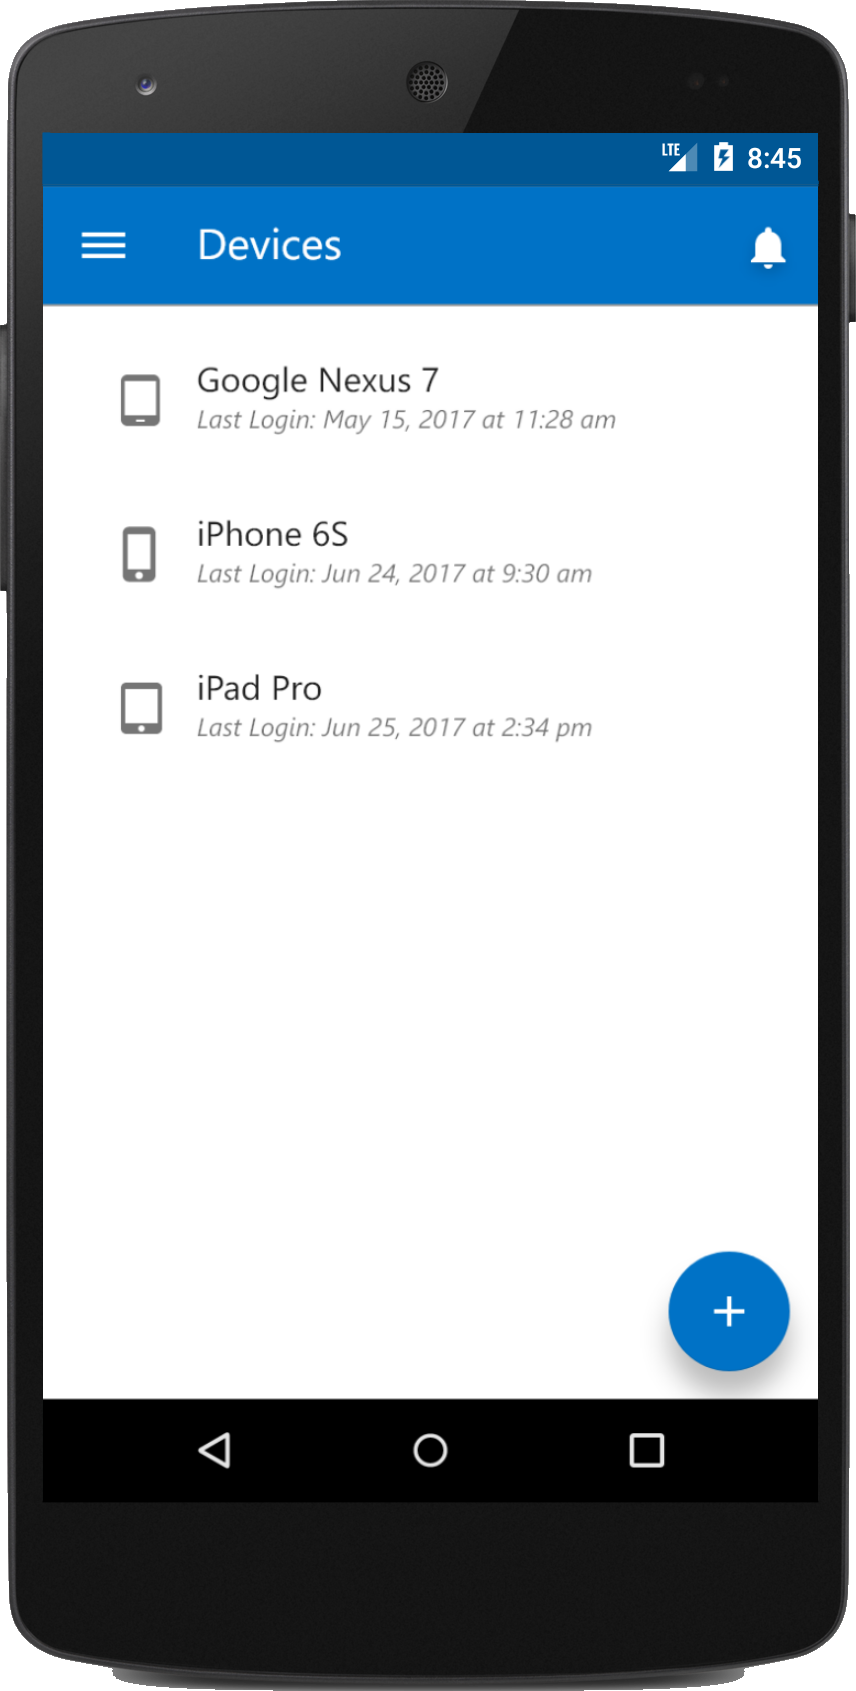 LTE 8:45
Devices
Google Nexus 7
Last Login: May 15, 2017 at 11:28 am
iPhone 6S
Last Login: Jun 24, 2017 at 9:30 am
iPad Pro
Last Login: Jun 25, 2017 at 2:34 pm